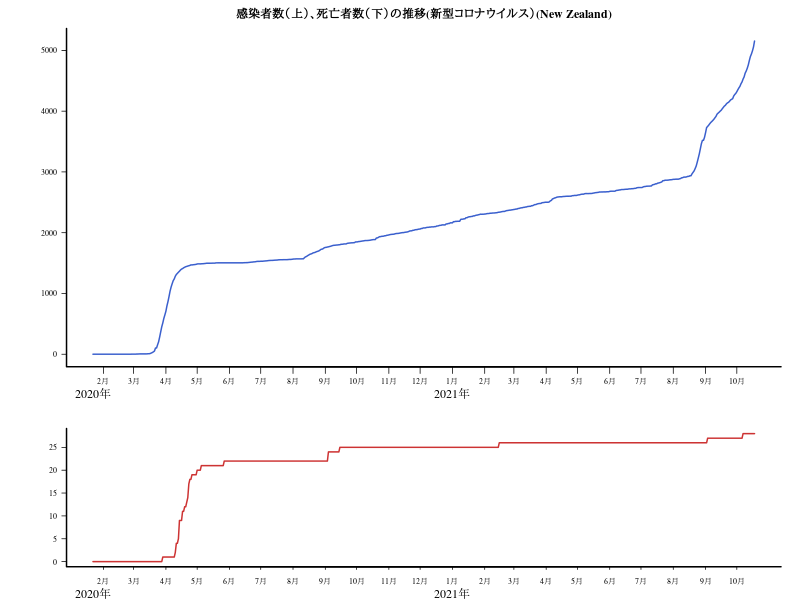 感染者数（上）、死亡者数（下）の推移(新型コロナウイルス）(New Zealand)
5000
4000
3000
2000
1000
0
2月 3月 4月 5月 6月 7月 8月 9月 10月 11月 12月 1月 2月 3月 4月 5月 6月 7月 8月 9月 10月
2020年 2021年
25
20
15
10
5
0
2月 3月 4月 5月 6月 7月 8月 9月 10月 11月 12月 1月 2月 3月 4月 5月 6月 7月 8月 9月 10月
2020年 2021年